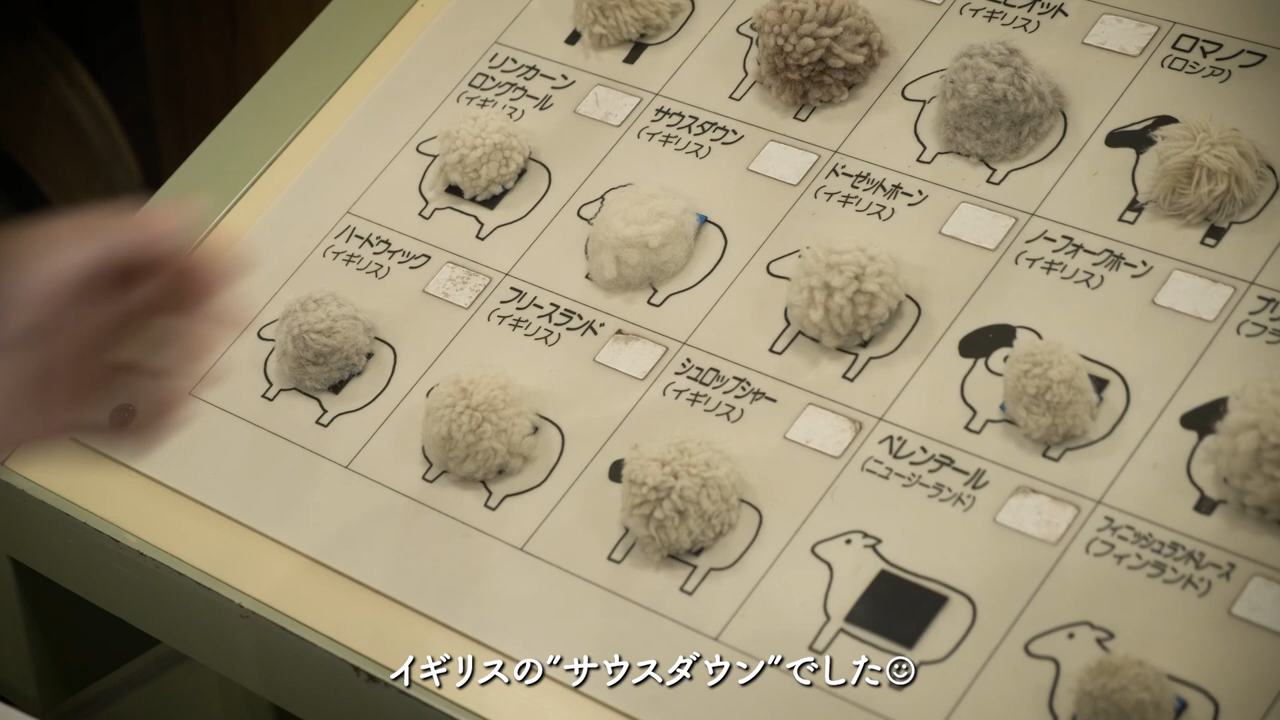 (イギリス)
ロマノフ
(ロシア)
リンカーン
ロングウール
(イギリス)
サウスダウン
(イギリス)
ドーゼットホーン
(イギリス)
ノーフォークホーン
(イギリス)
ハードウィック
(イギリス)
フリースランド
(イギリス)
シュロップシャー
(イギリス)
ペレンデール
(ニュージーランド)
フィニッシュランドレース
(フィンランド)
イギリスの"サウスダウン"でした☺